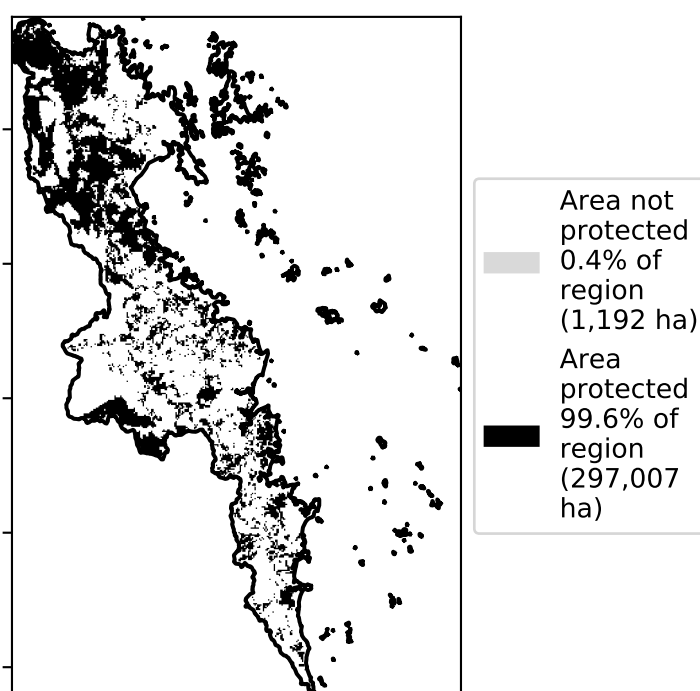 Area not
protected
0.4% of
region
(1,192 ha)
Area
protected
99.6% of
region
(297,007
ha)